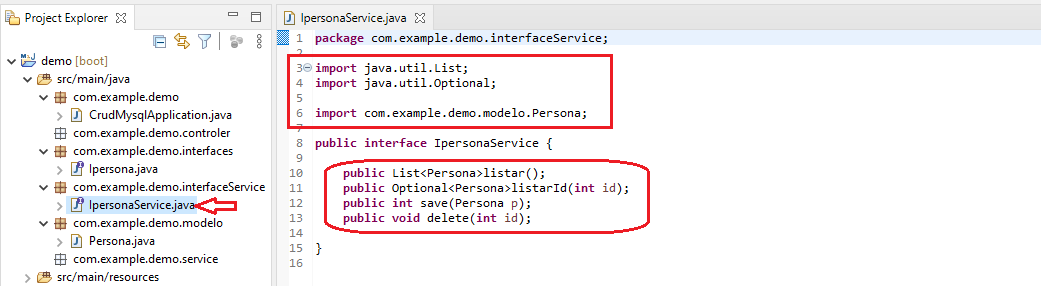 Project Explorer
demo [boot]
src/main/java
com.example.demo
CrudMysqlApplication.java
com.example.demo.controler
com.example.demo.interfaces
Ipersona.java
com.example.demo.interfaceService
IpersonaService.java
com.example.demo.modelo
Persona.java
com.example.demo.service
src/main/resources
IpersonaService.java
1 package com.example.demo.interfaceService;
2
3 import java.util.List;
4 import java.util.Optional;
5
6 import com.example.demo.modelo.Persona;
7
8 public interface IpersonaService {
9
10 public List<Persona>listar();
11 public Optional<Persona>listarId(int id);
12 public int save(Persona p);
13 public void delete(int id);
14
15 }
16